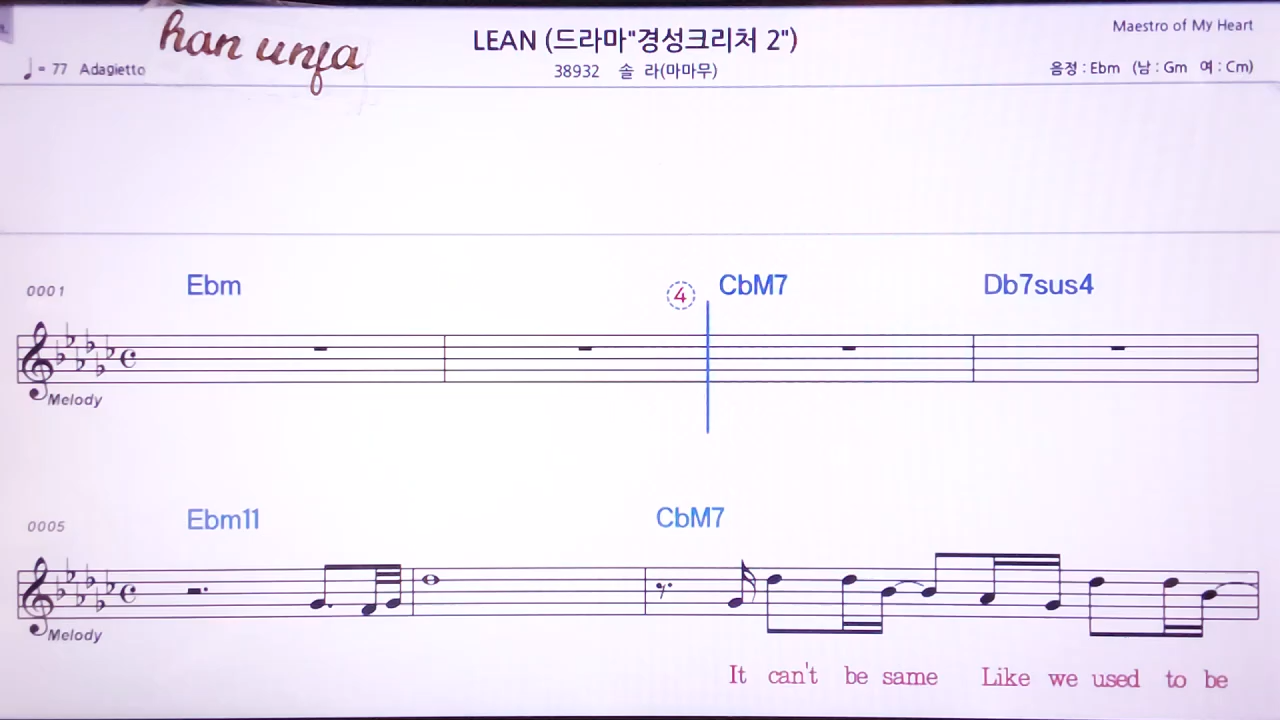 han unfa
LEAN (드라마"경성크리처 2")
Maestro of My Heart
♩= 77 Adagietto
38932 솔 라(마마무)
음정 : Ebm (남 : Gm 여 : Cm)
0001 Ebm ④ CbM7 Db7sus4
Melody
0005 Ebm11 CbM7
Melody
It can't be same Like we used to be